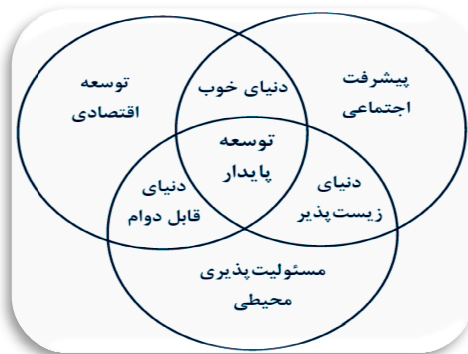 پیشرفت
اجتماعی
دنیای خوب
توسعه
اقتصادی
توسعه
پایدار
دنیای
زیست‌پذیر
دنیای
قابل دوام
مسئولیت‌پذیری
محیطی